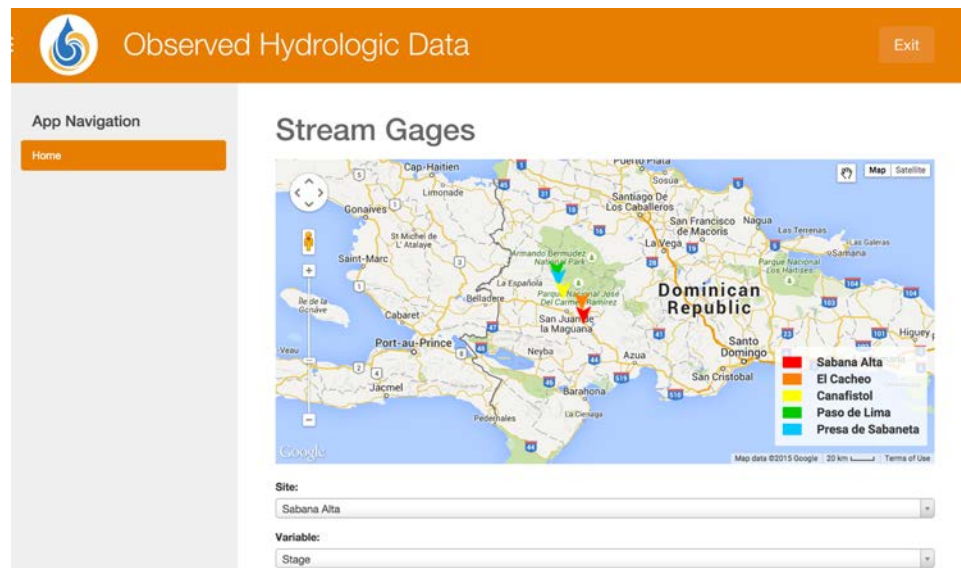 Observed Hydrologic Data
Exit
App Navigation
Home
Stream Gages
Map Satellite
Cap-Haitien
Puerto Plata
Limonade
Sosua
Gonaives
Santiago De
Los Caballeros
San Francisco
de Macoris
Nagua
St Michel de
L' Atalaye
La Vega
Las Terrenas
Las Galeras
Samana
Saint-Marc
Armando Bermudez
National Park
Parque Nacional
Los Haitises
La Española
Parque Nacional José
Del Carmen Ramirez
Dominican
Republic
Île de la
Gonâve
Cabaret
Belladere
San Juan de
la Maguana
Higuey
Port-au-Prince
Neyba
Azua
Santo
Domingo
San Cristobal
Jacmel
Barahona
Pedernales
La Cienaga
Sabana Alta
El Cacheo
Canafistol
Paso de Lima
Presa de Sabaneta
Google
Map data ©2015 Google 20 km Terms of Use
Site:
Sabana Alta
Variable:
Stage